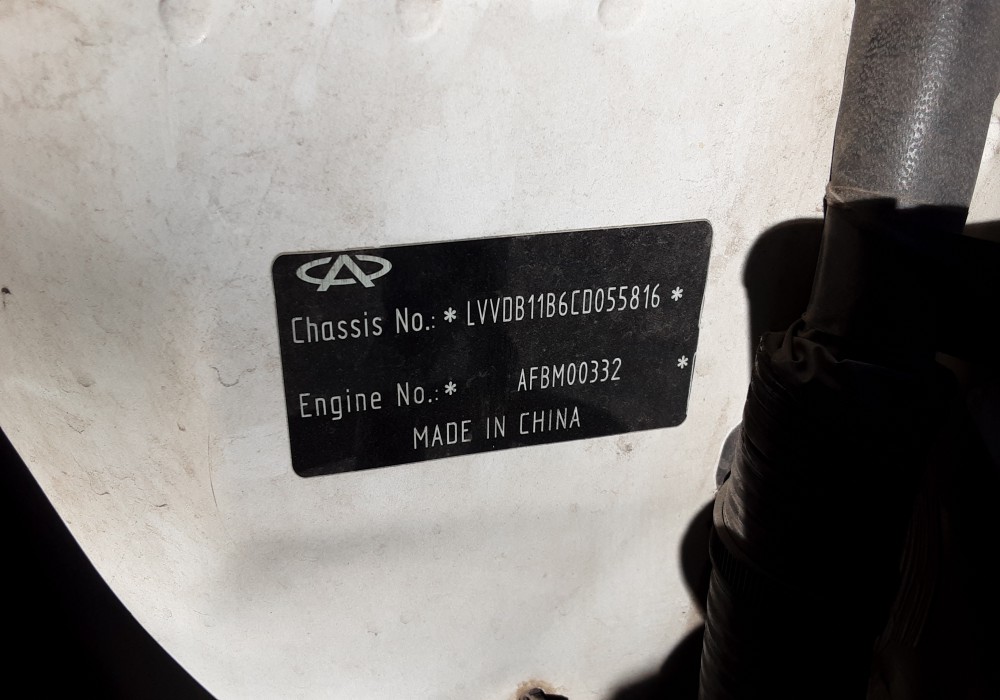 Chassis No.: * LVVDB11B6CD055816 *
Engine No.: * AFBM00332 *
MADE IN CHINA